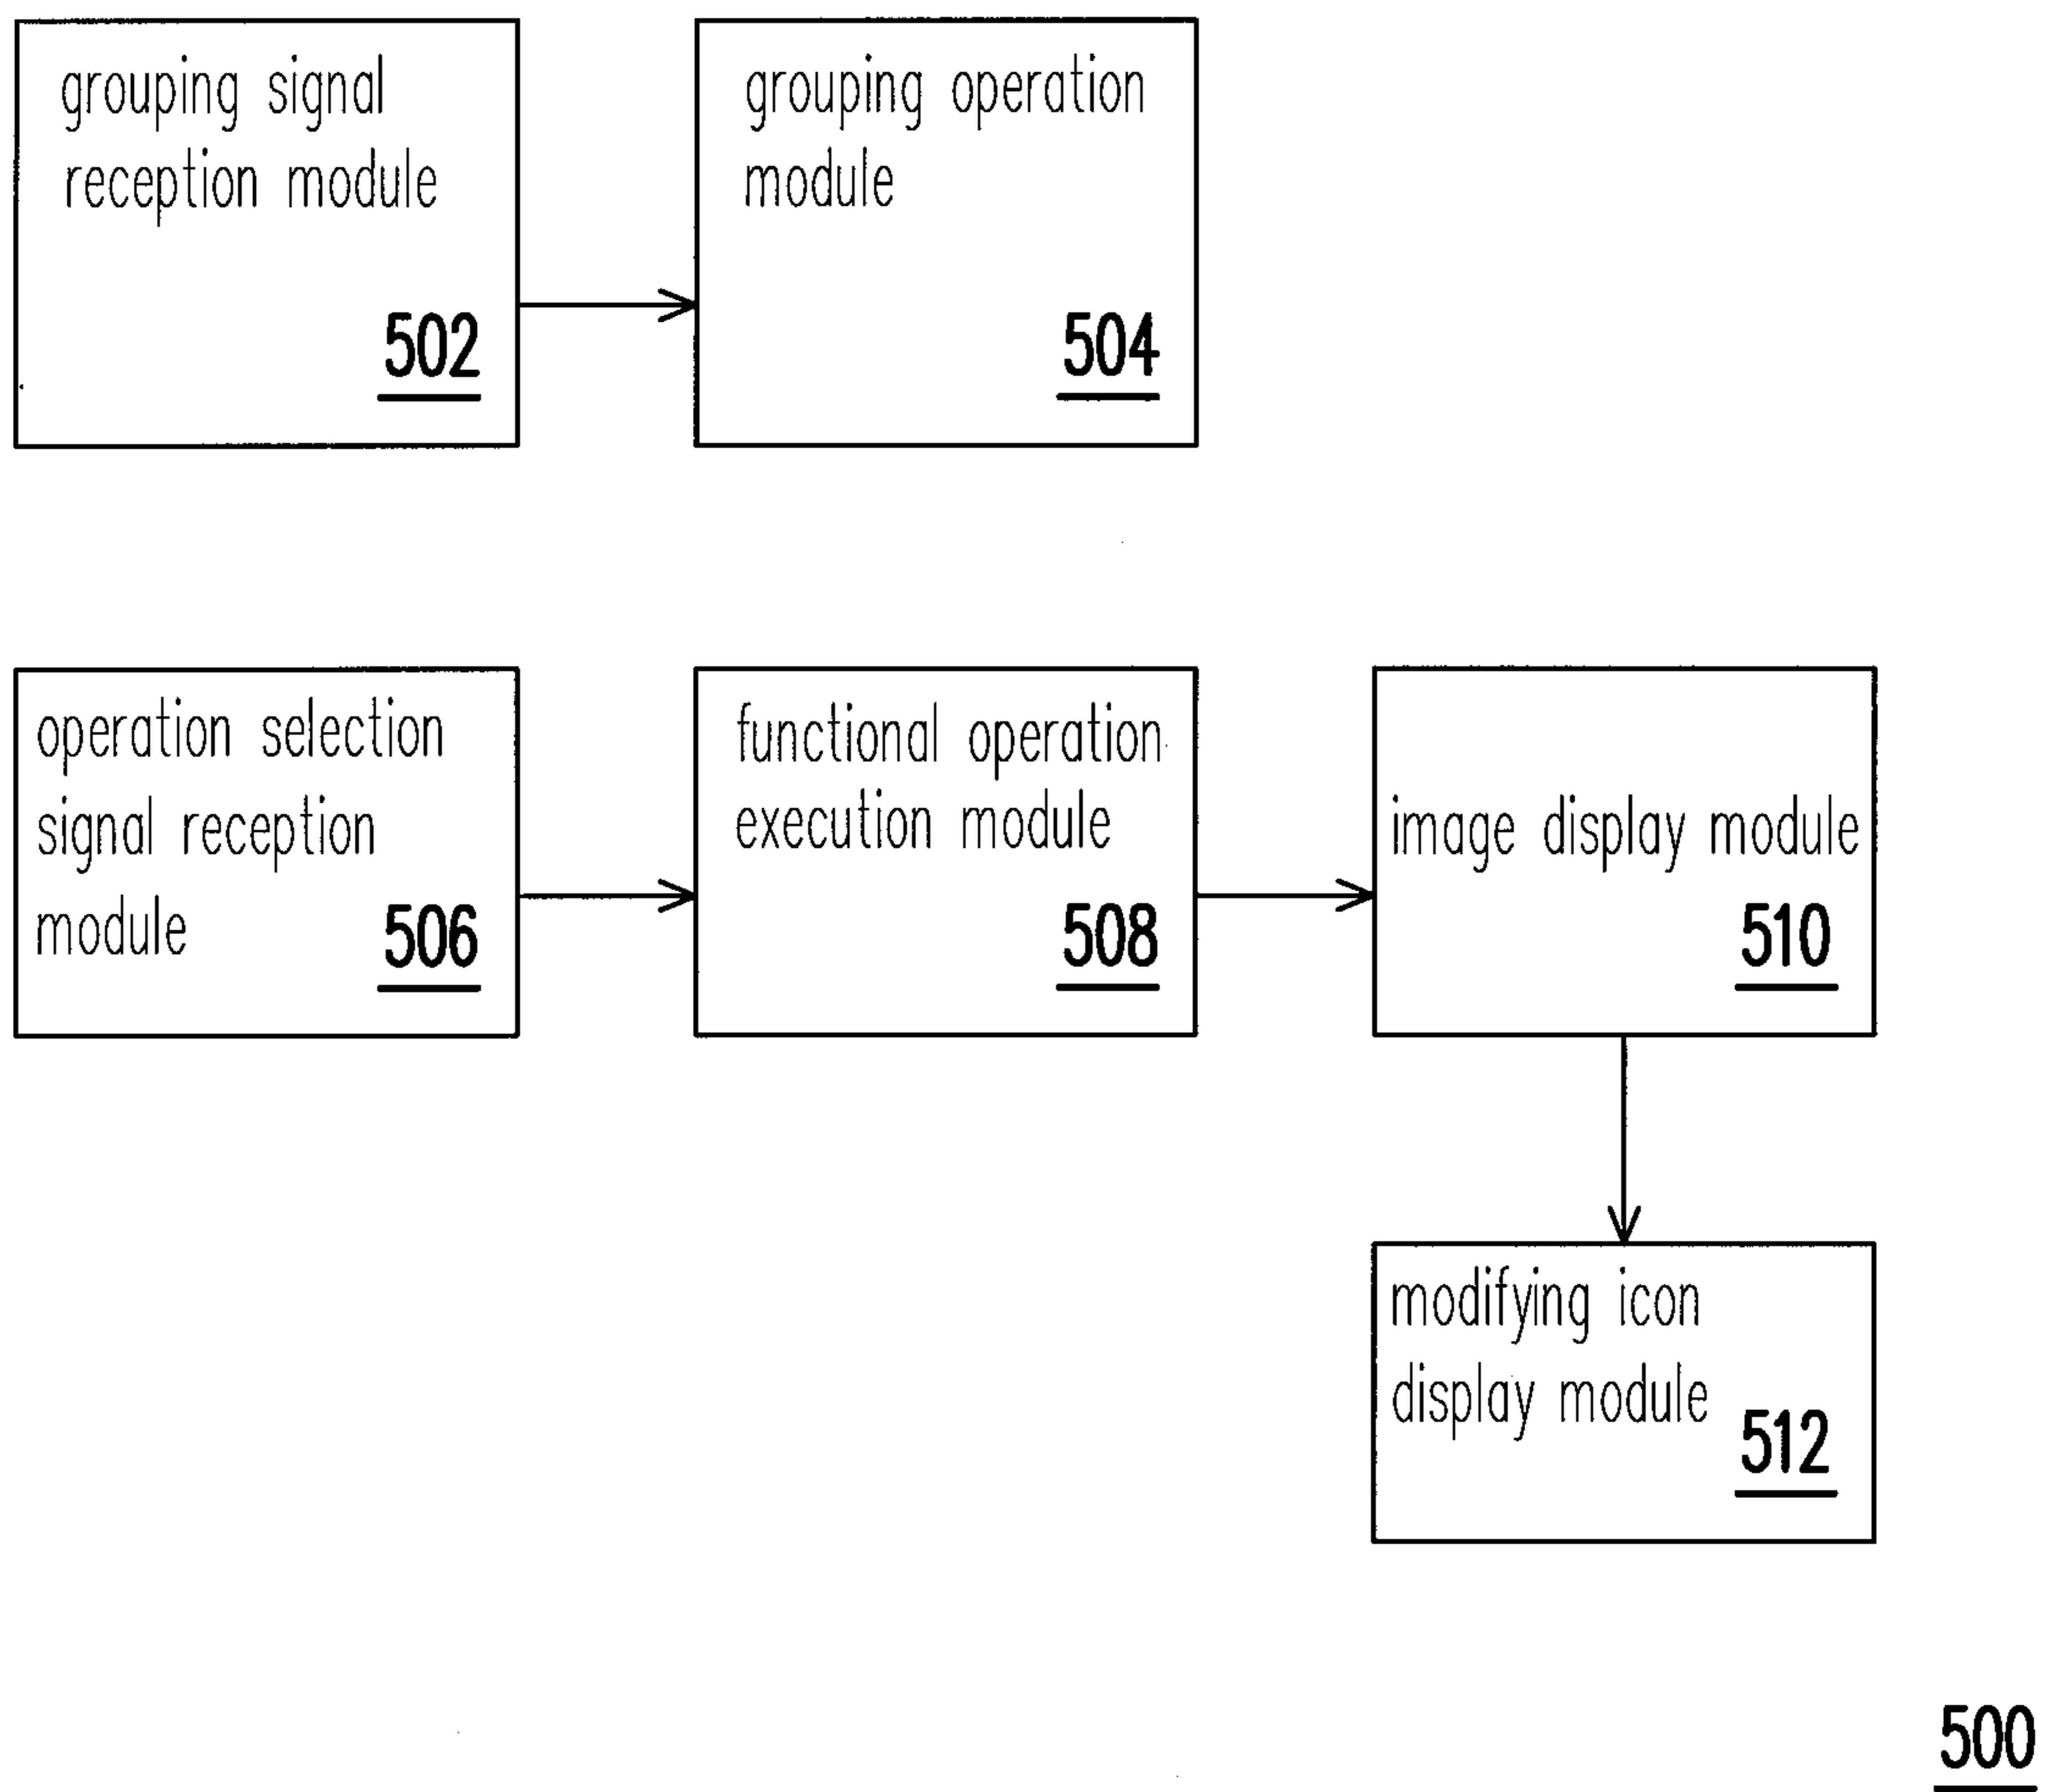 grouping signal
reception module
502
grouping operation
module
504
operation selection
signal reception
module
506
functional operation
execution module
508
image display module
510
modifying icon
display module
512
500